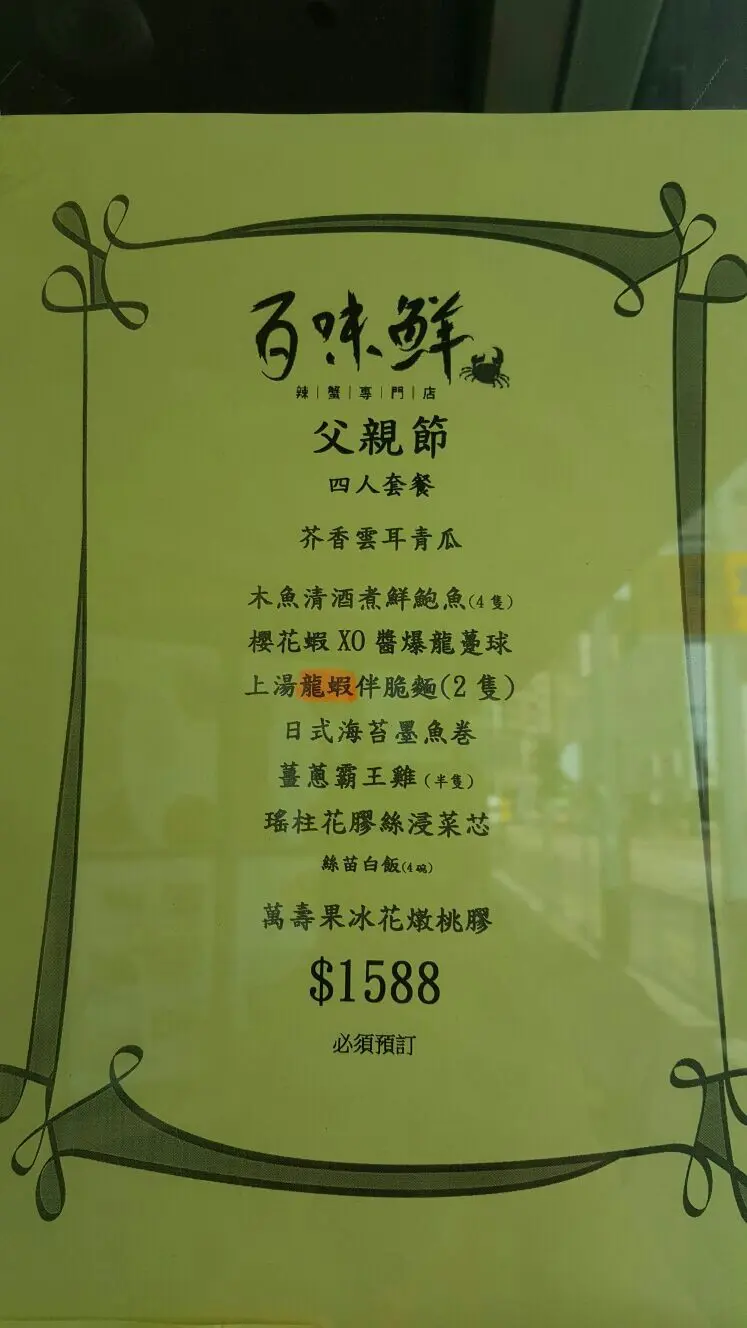 百味鮮
辣|蟹|專|門|店
父親節
四人套餐
芥香雲耳青瓜
木魚清酒煮鮮鮑魚(4隻)
櫻花蝦XO醬爆龍躉球
上湯龍蝦伴脆麵(2隻)
日式海苔墨魚卷
薑蔥霸王雞(半隻)
瑤柱花膠絲浸菜芯
絲苗白飯(4碗)
萬壽果冰花燉桃膠
$1588
必須預訂